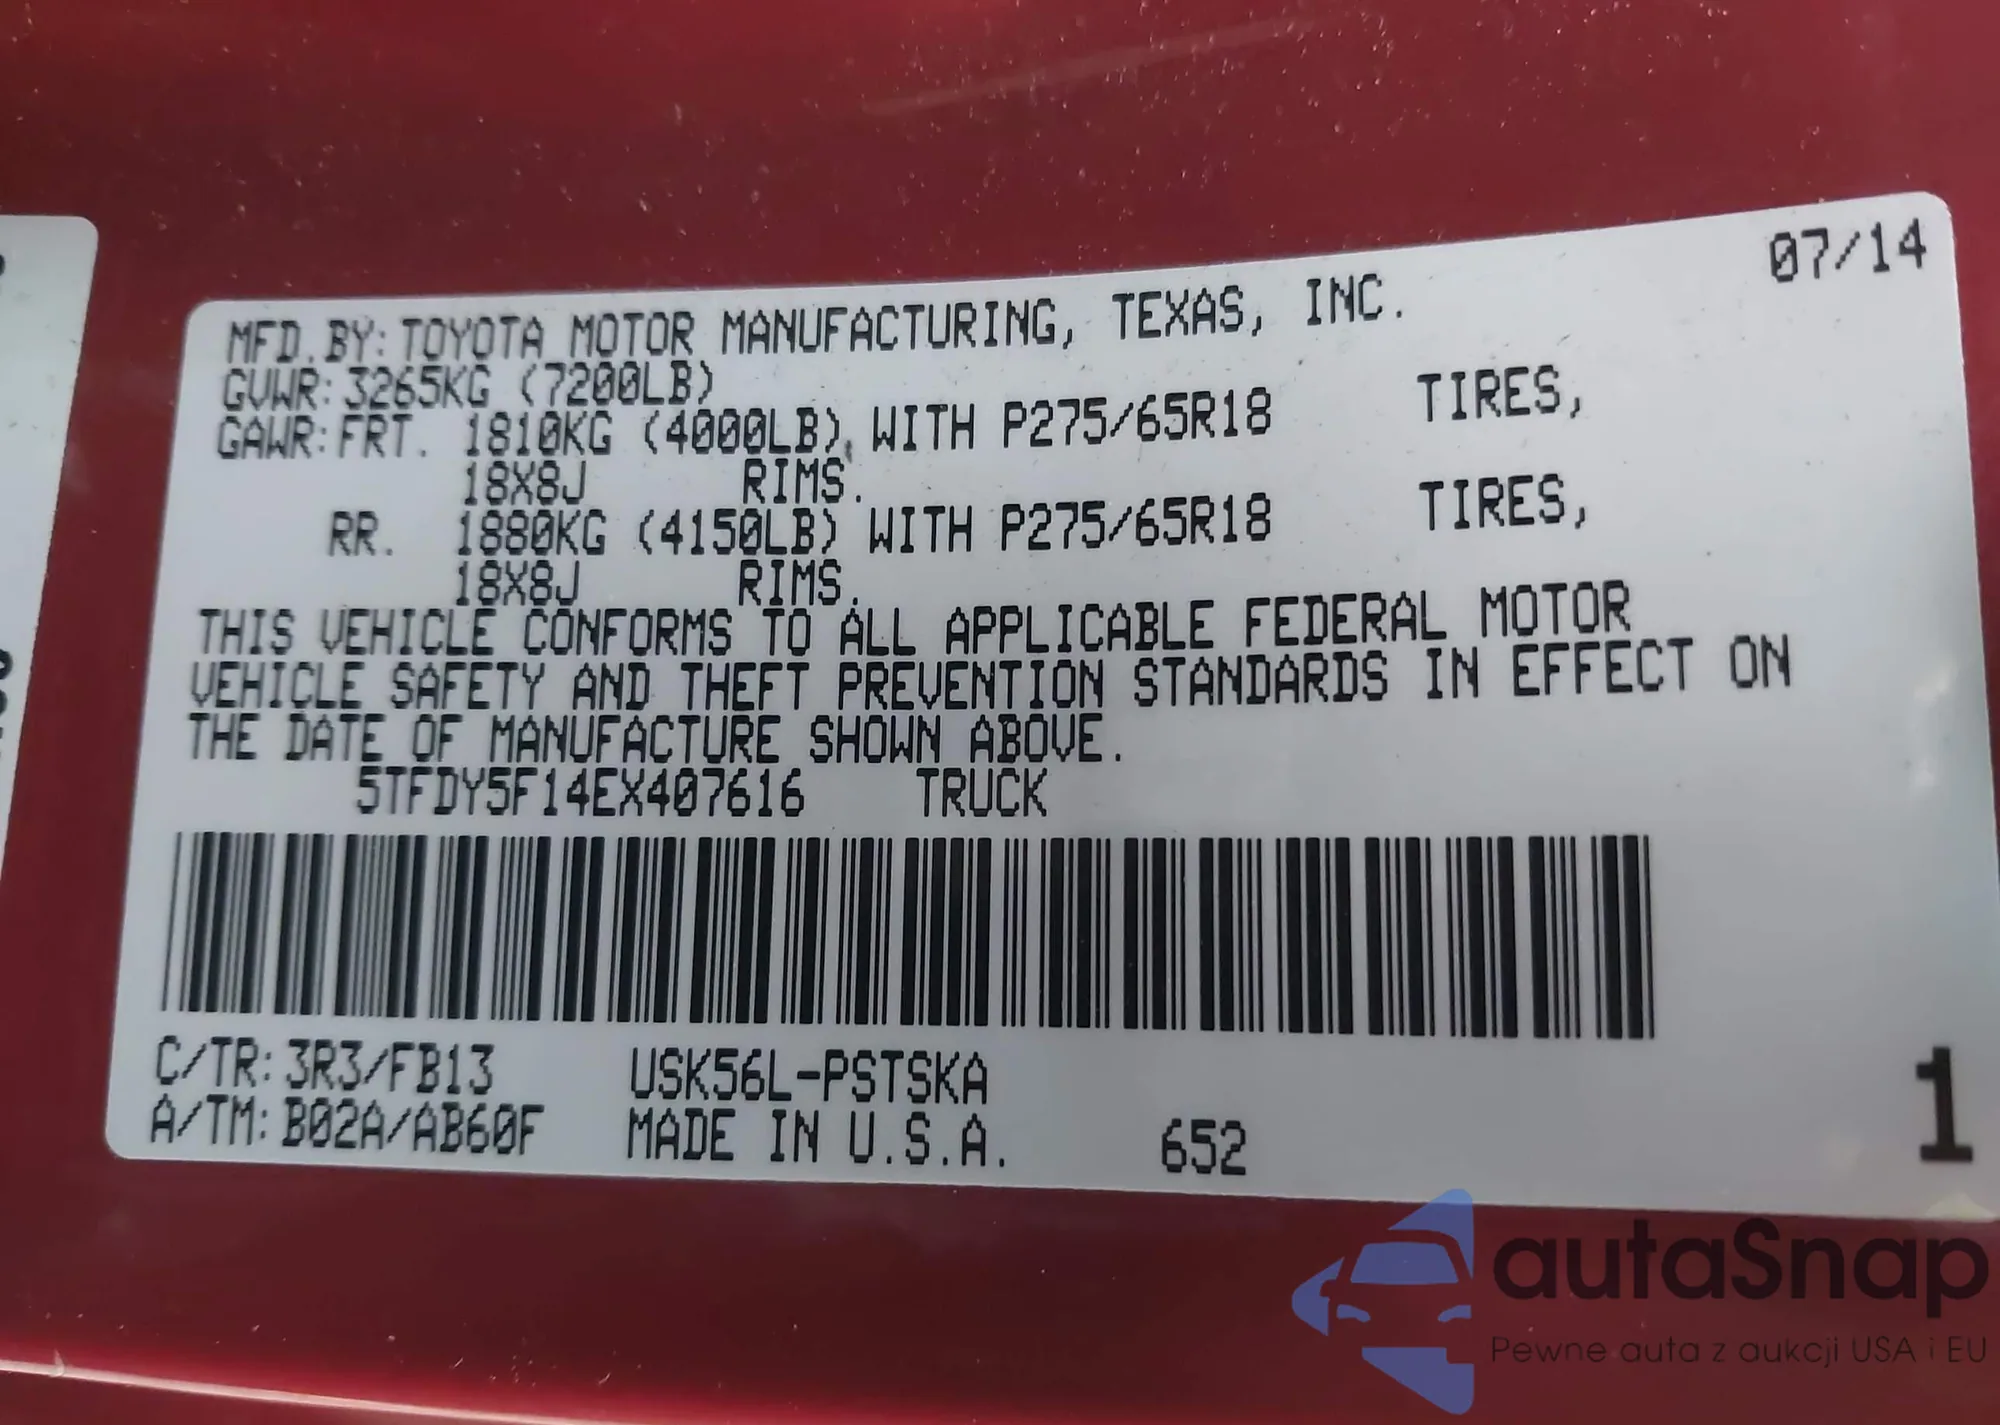 07/14
MFD.BY: TOYOTA MOTOR MANUFACTURING, TEXAS, INC.
GVWR: 3265KG (7200LB)
GAWR: FRT. 1810KG (4000LB) WITH P275/65R18 TIRES,
18X8J RIMS.
RR. 1880KG (4150LB) WITH P275/65R18 TIRES,
18X8J RIMS.
THIS VEHICLE CONFORMS TO ALL APPLICABLE FEDERAL MOTOR
VEHICLE SAFETY AND THEFT PREVENTION STANDARDS IN EFFECT ON
THE DATE OF MANUFACTURE SHOWN ABOVE.
5TFDY5F14EX407616 TRUCK
C/TR: 3R3/FB13 USK56L-PSTSKA
A/TM: B02A/AB60F MADE IN U.S.A. 652
1
autaSnap
Pewne auta z aukcji USA i EU